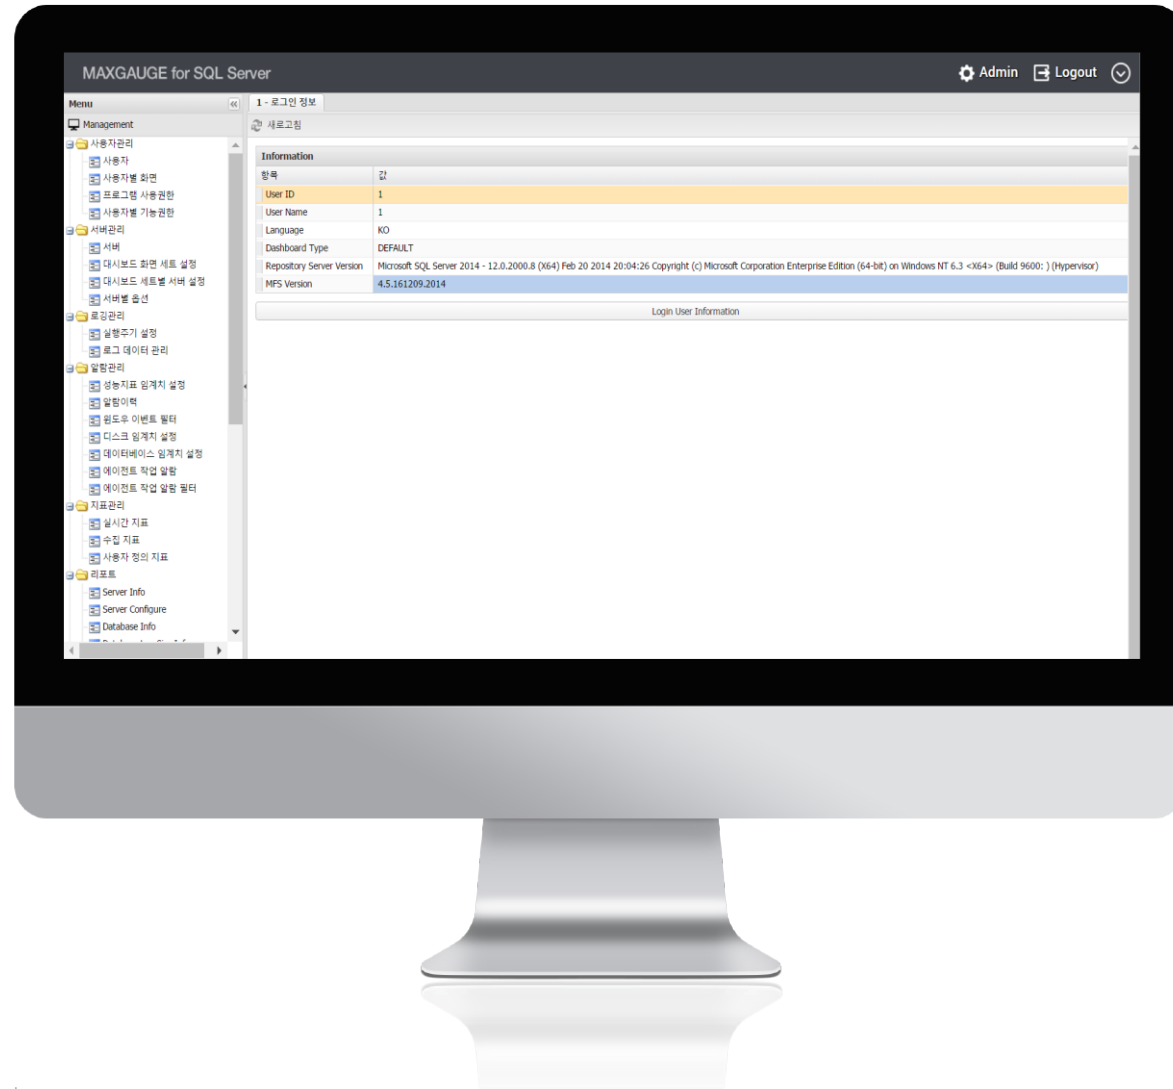 MAXGAUGE for SQL Server
Admin
Logout
Menu
1 - 로그인 정보
Management
새로고침
사용자관리
사용자
사용자별 화면
프로그램 사용권한
사용자별 기능권한
서버관리
서버
대시보드 화면 세트 설정
대시보드 세트별 서버 설정
서버별 옵션
로깅관리
실행주기 설정
로그 데이터 관리
알람관리
성능지표 임계치 설정
알람이력
윈도우 이벤트 필터
디스크 임계치 설정
데이터베이스 임계치 설정
에이전트 작업 알람
에이전트 작업 알람 필터
지표관리
실시간 지표
수집 지표
사용자 정의 지표
리포트
Server Info
Server Configure
Database Info
Information
항목 값
User ID 1
User Name 1
Language KO
Dashboard Type DEFAULT
Repository Server Version Microsoft SQL Server 2014 - 12.0.2000.8 (X64) Feb 20 2014 20:04:26 Copyright (c) Microsoft Corporation Enterprise Edition (64-bit) on Windows NT 6.3 <X64> (Build 9600: ) (Hypervisor)
MFS Version 4.5.161209.2014
Login User Information